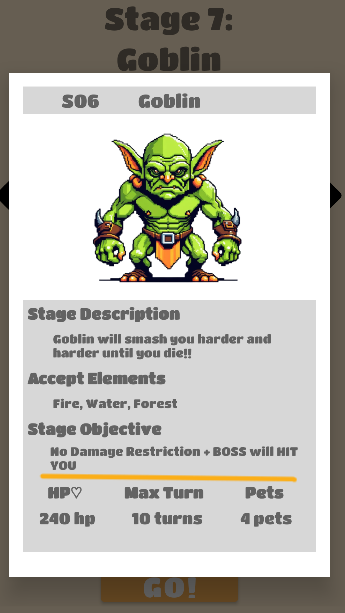 Stage 7:
Goblin
S06 Goblin
Stage Description
Goblin will smash you harder and
harder until you die!!
Accept Elements
Fire, Water, Forest
Stage Objective
No Damage Restriction + BOSS will HIT
YOU
HP♡ Max Turn Pets
240 hp 10 turns 4 pets
GO!